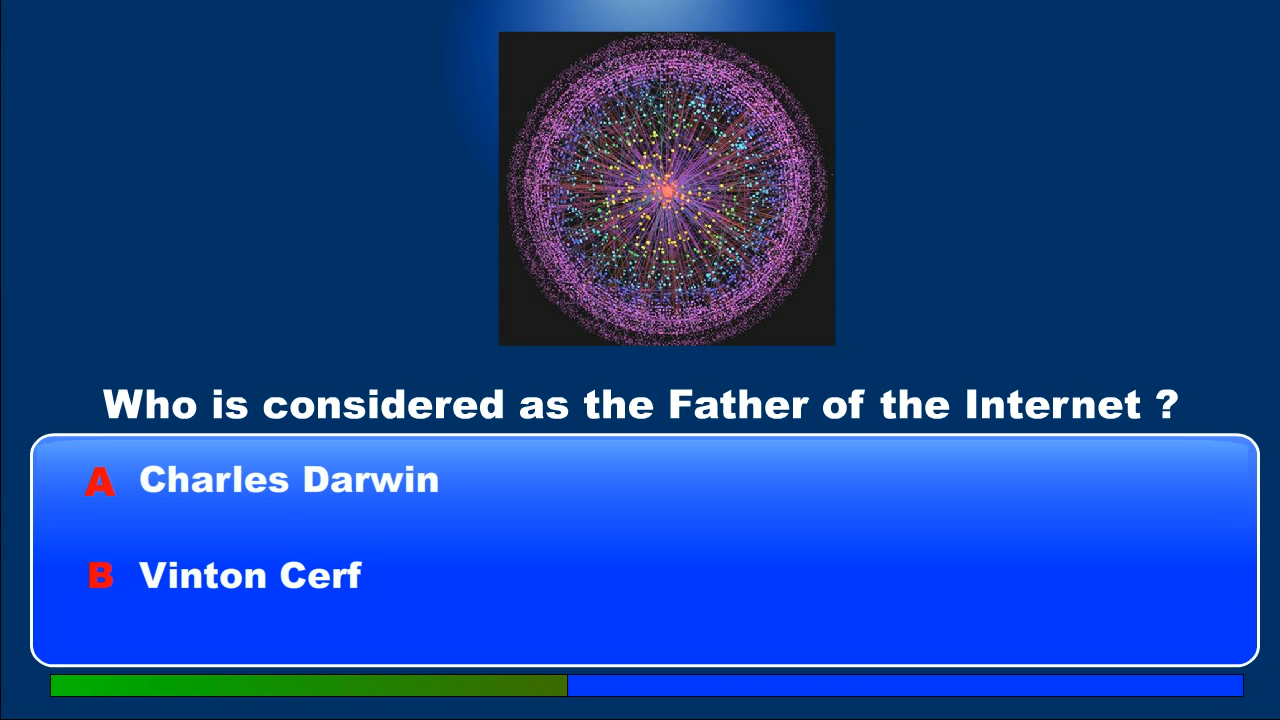 Who is considered as the Father of the Internet ?
A Charles Darwin
B Vinton Cerf